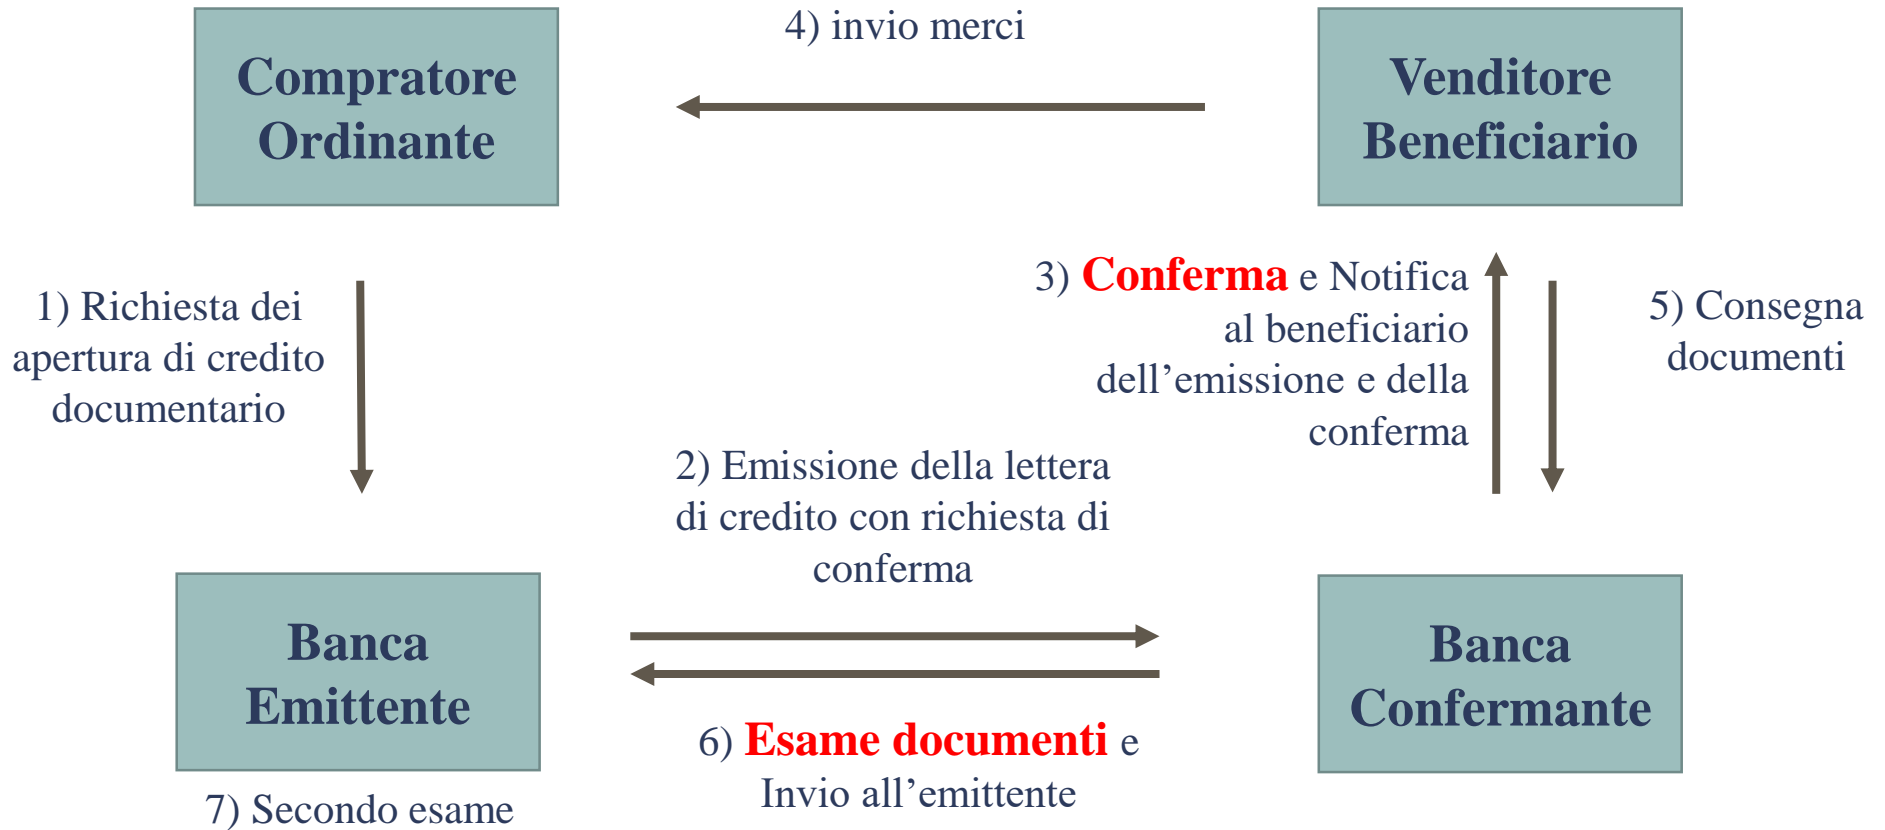 4) invio merci
Compratore
Ordinante
Venditore
Beneficiario
1) Richiesta dei
apertura di credito
documentario
3) Conferma e Notifica
al beneficiario
dell’emissione e della
conferma
5) Consegna
documenti
2) Emissione della lettera
di credito con richiesta di
conferma
Banca
Emittente
Banca
Confermante
6) Esame documenti e
Invio all’emittente
7) Secondo esame